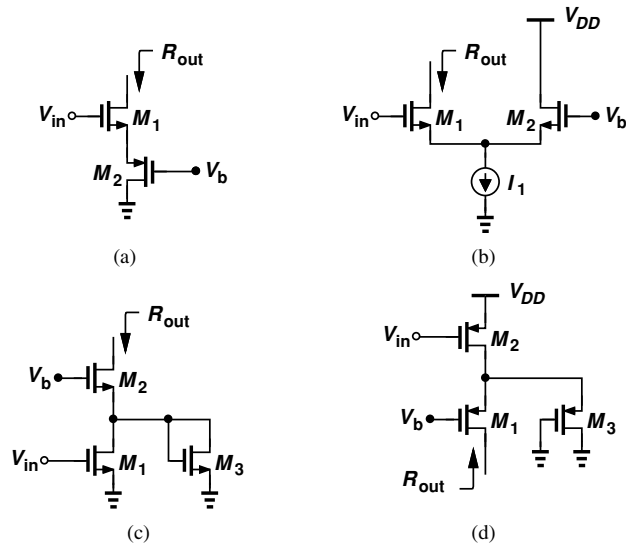 R_out
V_in
M_1
M_2
V_b
(a)
V_DD
R_out
V_in
M_1
M_2
V_b
I_1
(b)
R_out
V_b
M_2
V_in
M_1
M_3
(c)
V_DD
V_in
M_2
V_b
M_1
M_3
R_out
(d)